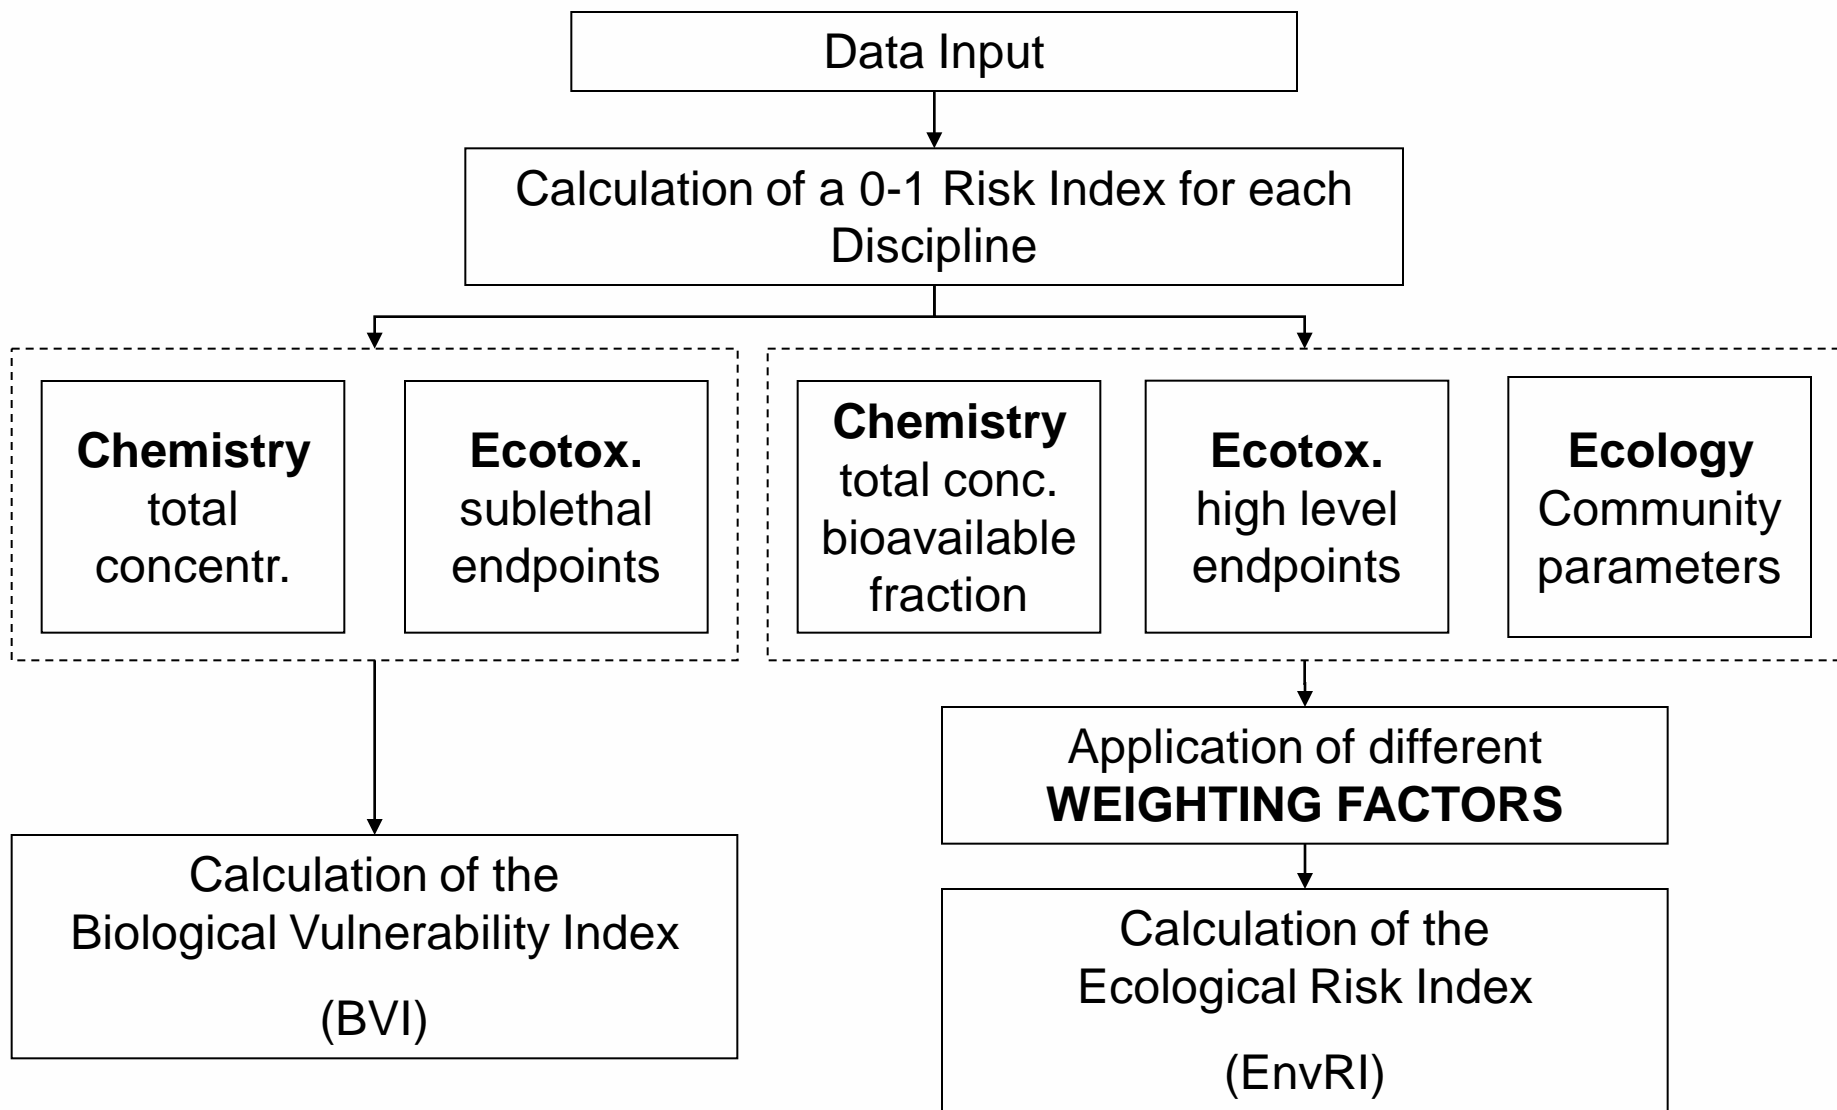 Data Input
Calculation of a 0-1 Risk Index for each
Discipline
Chemistry
total
concentr.
Ecotox.
sublethal
endpoints
Chemistry
total conc.
bioavailable
fraction
Ecotox.
high level
endpoints
Ecology
Community
parameters
Application of different
WEIGHTING FACTORS
Calculation of the
Biological Vulnerability Index
(BVI)
Calculation of the
Ecological Risk Index
(EnvRI)